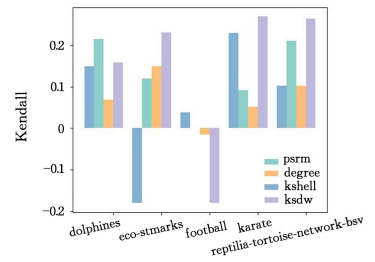 Kendall
0.2
0.1
0
−0.1
−0.2
psrm
degree
kshell
ksdw
dolphines
eco-stmarks
football
karate
reptilia-tortoise-network-bsv